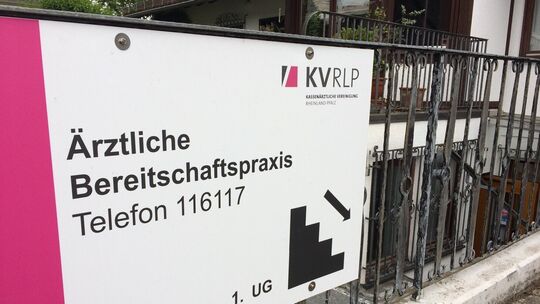 KVRLP
KASSENÄRZTLICHE VEREINIGUNG
RHEINLAND-PFALZ
Ärztliche
Bereitschaftspraxis
Telefon 116117
1. UG